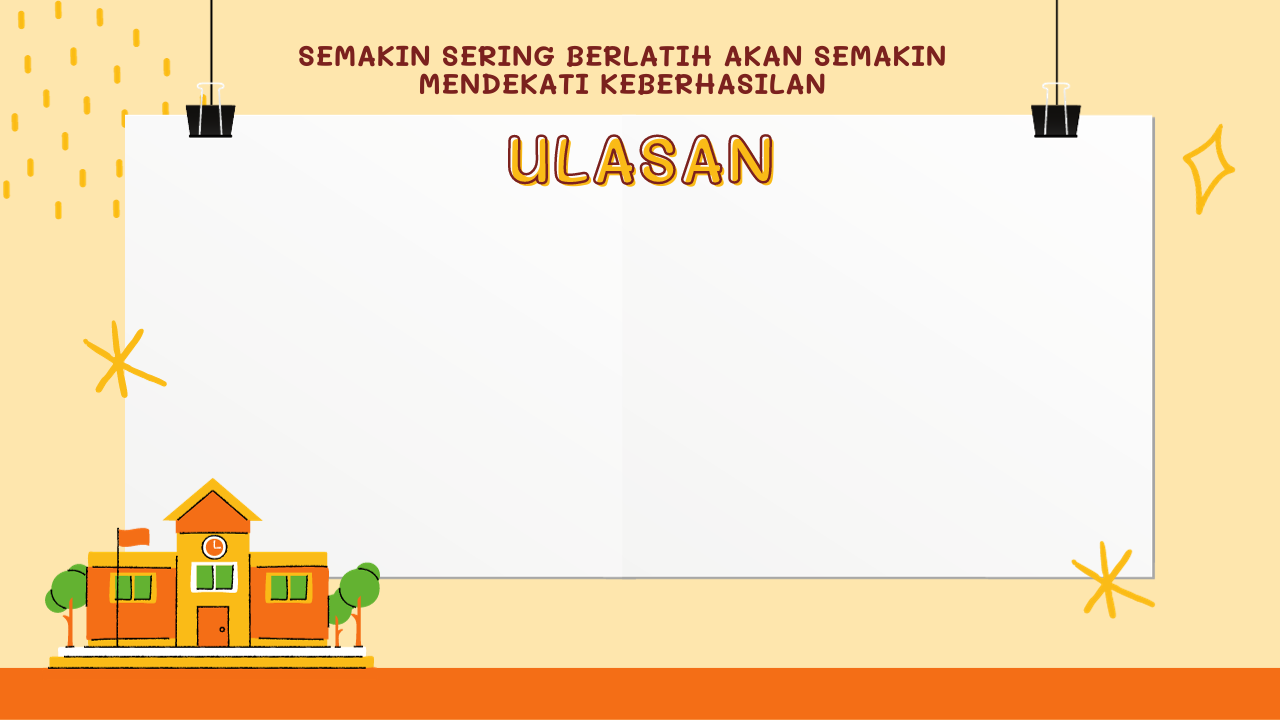 SEMAKIN SERING BERLATIH AKAN SEMAKIN
MENDEKATI KEBERHASILAN
ULASAN